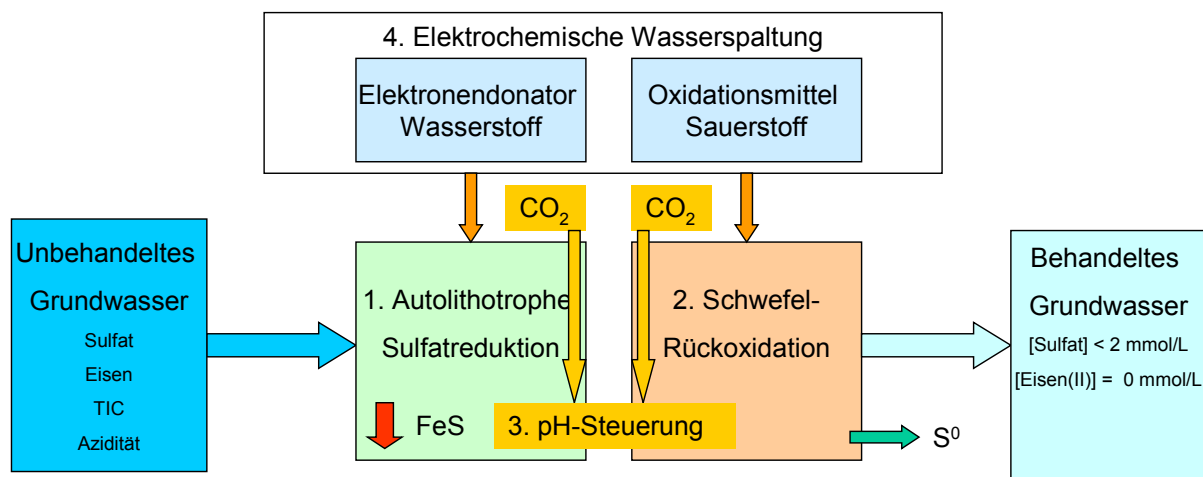 4. Elektrochemische Wasserspaltung
Elektronendonator
Wasserstoff
Oxidationsmittel
Sauerstoff
CO₂
CO₂
Unbehandeltes
Grundwasser
Sulfat
Eisen
TIC
Azidität
1. Autolithotrophe
Sulfatreduktion
FeS
2. Schwefel-
Rückoxidation
3. pH-Steuerung
S⁰
Behandeltes
Grundwasser
[Sulfat] < 2 mmol/L
[Eisen(II)] = 0 mmol/L